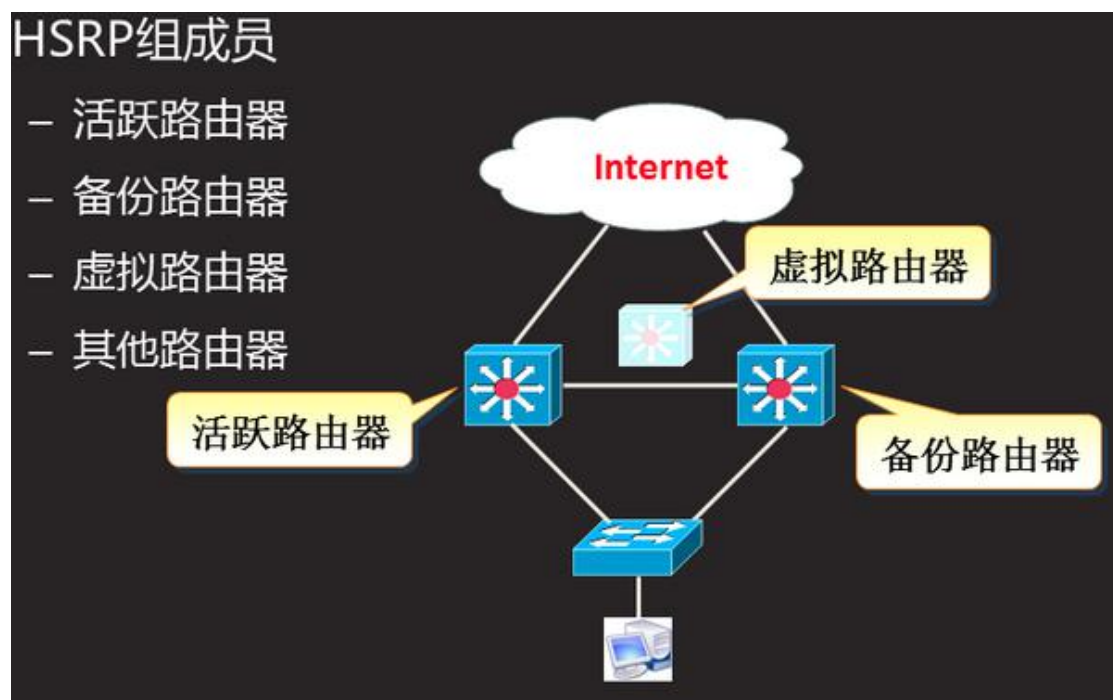 HSRP组成员
– 活跃路由器
– 备份路由器
– 虚拟路由器
– 其他路由器
Internet
虚拟路由器
活跃路由器
备份路由器